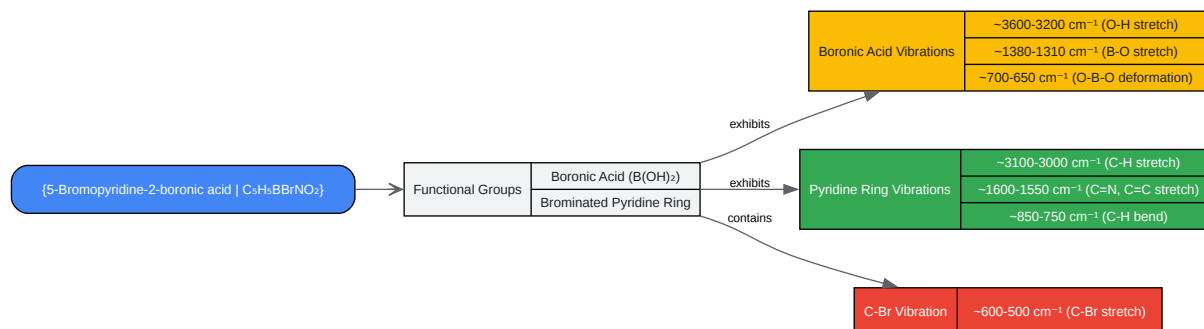 {5-Bromopyridine-2-boronic acid | C₅H₅BBrNO₂}
Functional Groups
Boronic Acid (B(OH)₂)
Brominated Pyridine Ring
exhibits
exhibits
contains
Boronic Acid Vibrations
~3600-3200 cm⁻¹ (O-H stretch)
~1380-1310 cm⁻¹ (B-O stretch)
~700-650 cm⁻¹ (O-B-O deformation)
Pyridine Ring Vibrations
~3100-3000 cm⁻¹ (C-H stretch)
~1600-1550 cm⁻¹ (C=N, C=C stretch)
~850-750 cm⁻¹ (C-H bend)
C-Br Vibration
~600-500 cm⁻¹ (C-Br stretch)